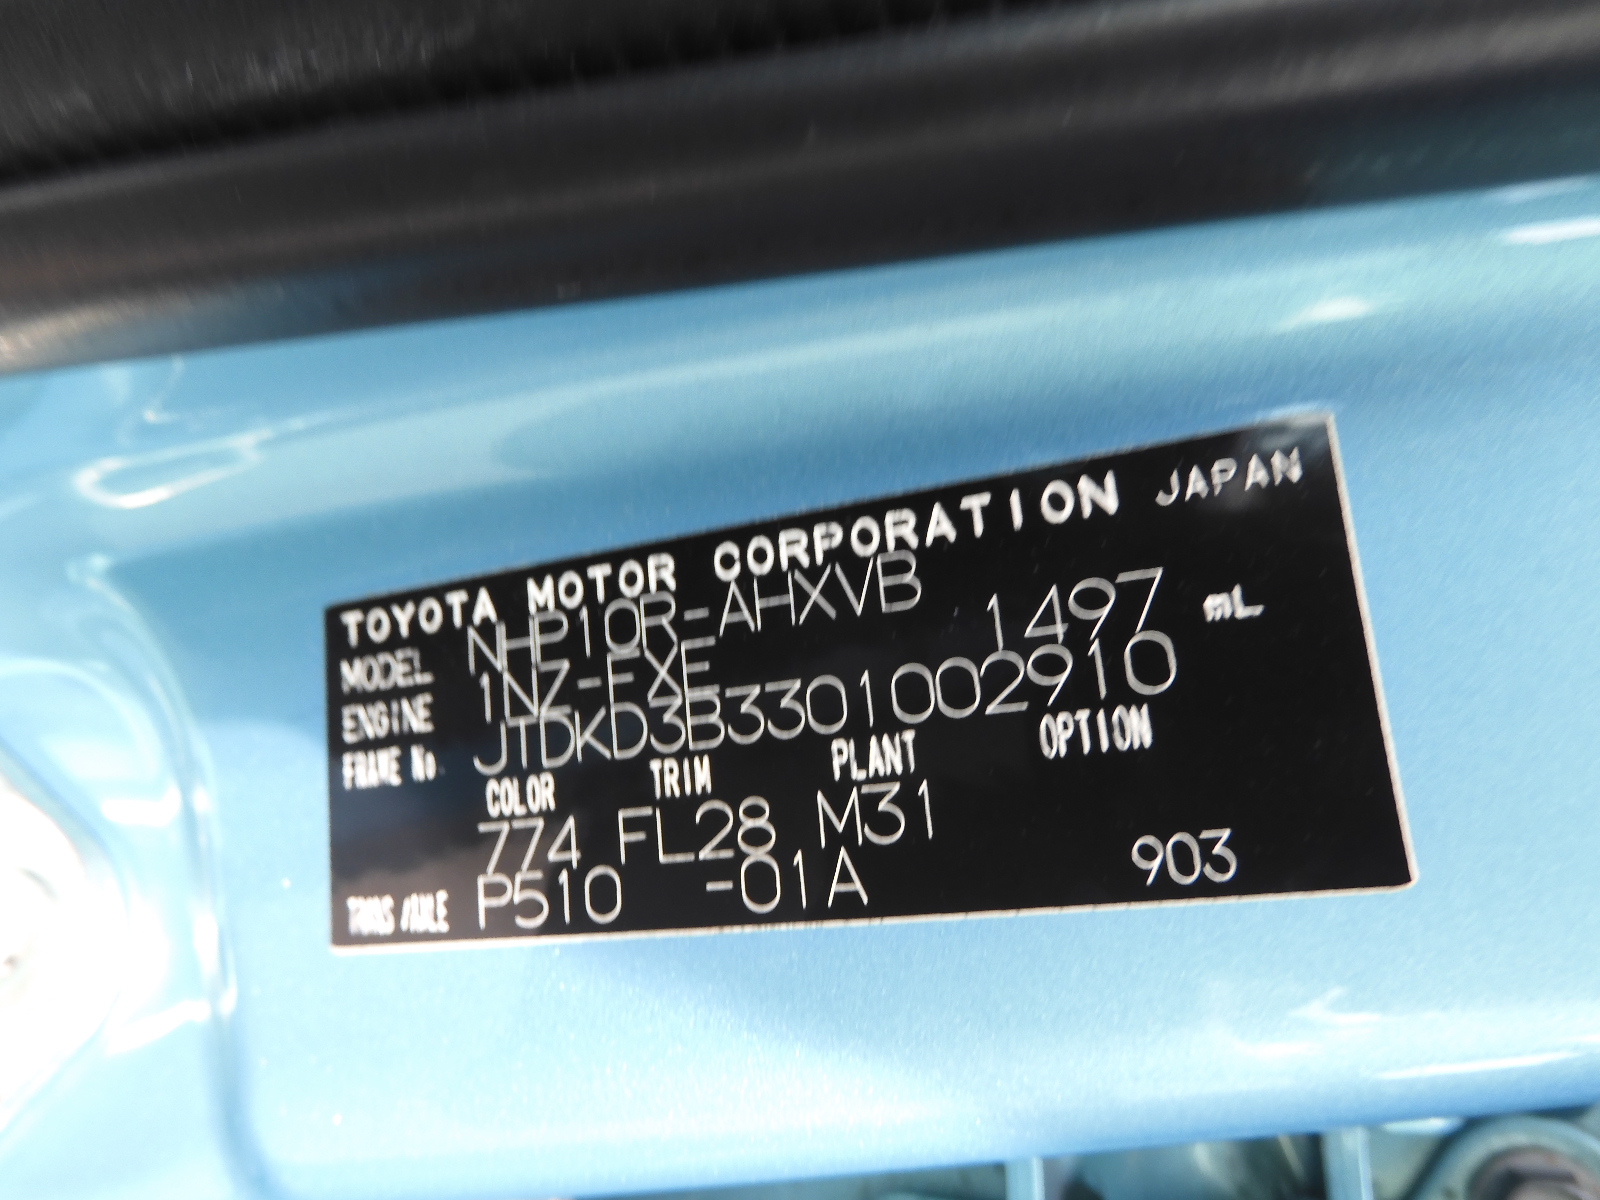 TOYOTA MOTOR CORPORATION JAPAN
MODEL NHP10R-AHXVB
ENGINE 1NZ-FXE 1497 mL
FRAME No. JTDKD3B3301002910
COLOR TRIM PLANT OPTION
774 FL28 M31
TRANS/AXLE P510 -01A 903